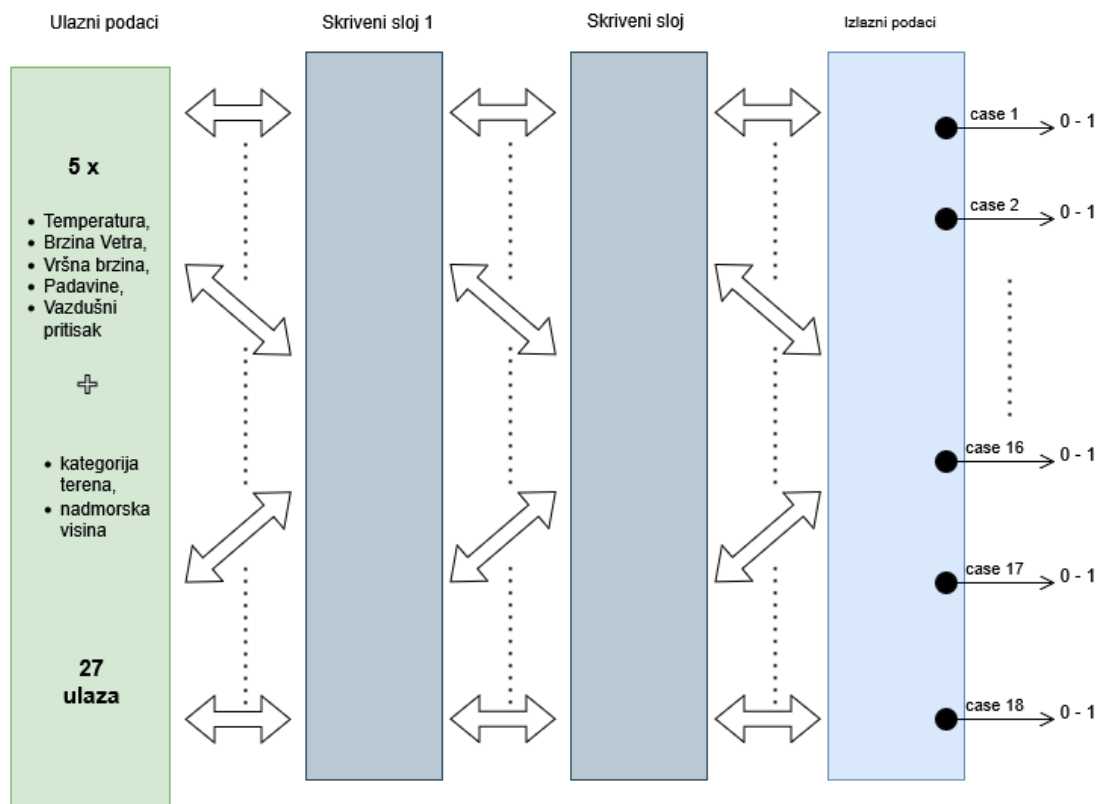 Ulazni podaci
Skriveni sloj 1
Skriveni sloj
Izlazni podaci
5 x
Temperatura,
Brzina Vetra,
Vršna brzina,
Padavine,
Vazdušni
pritisak
kategorija
terena,
nadmorska
visina
27
ulaza
case 1
0 - 1
case 2
0 - 1
case 16
0 - 1
case 17
0 - 1
case 18
0 - 1